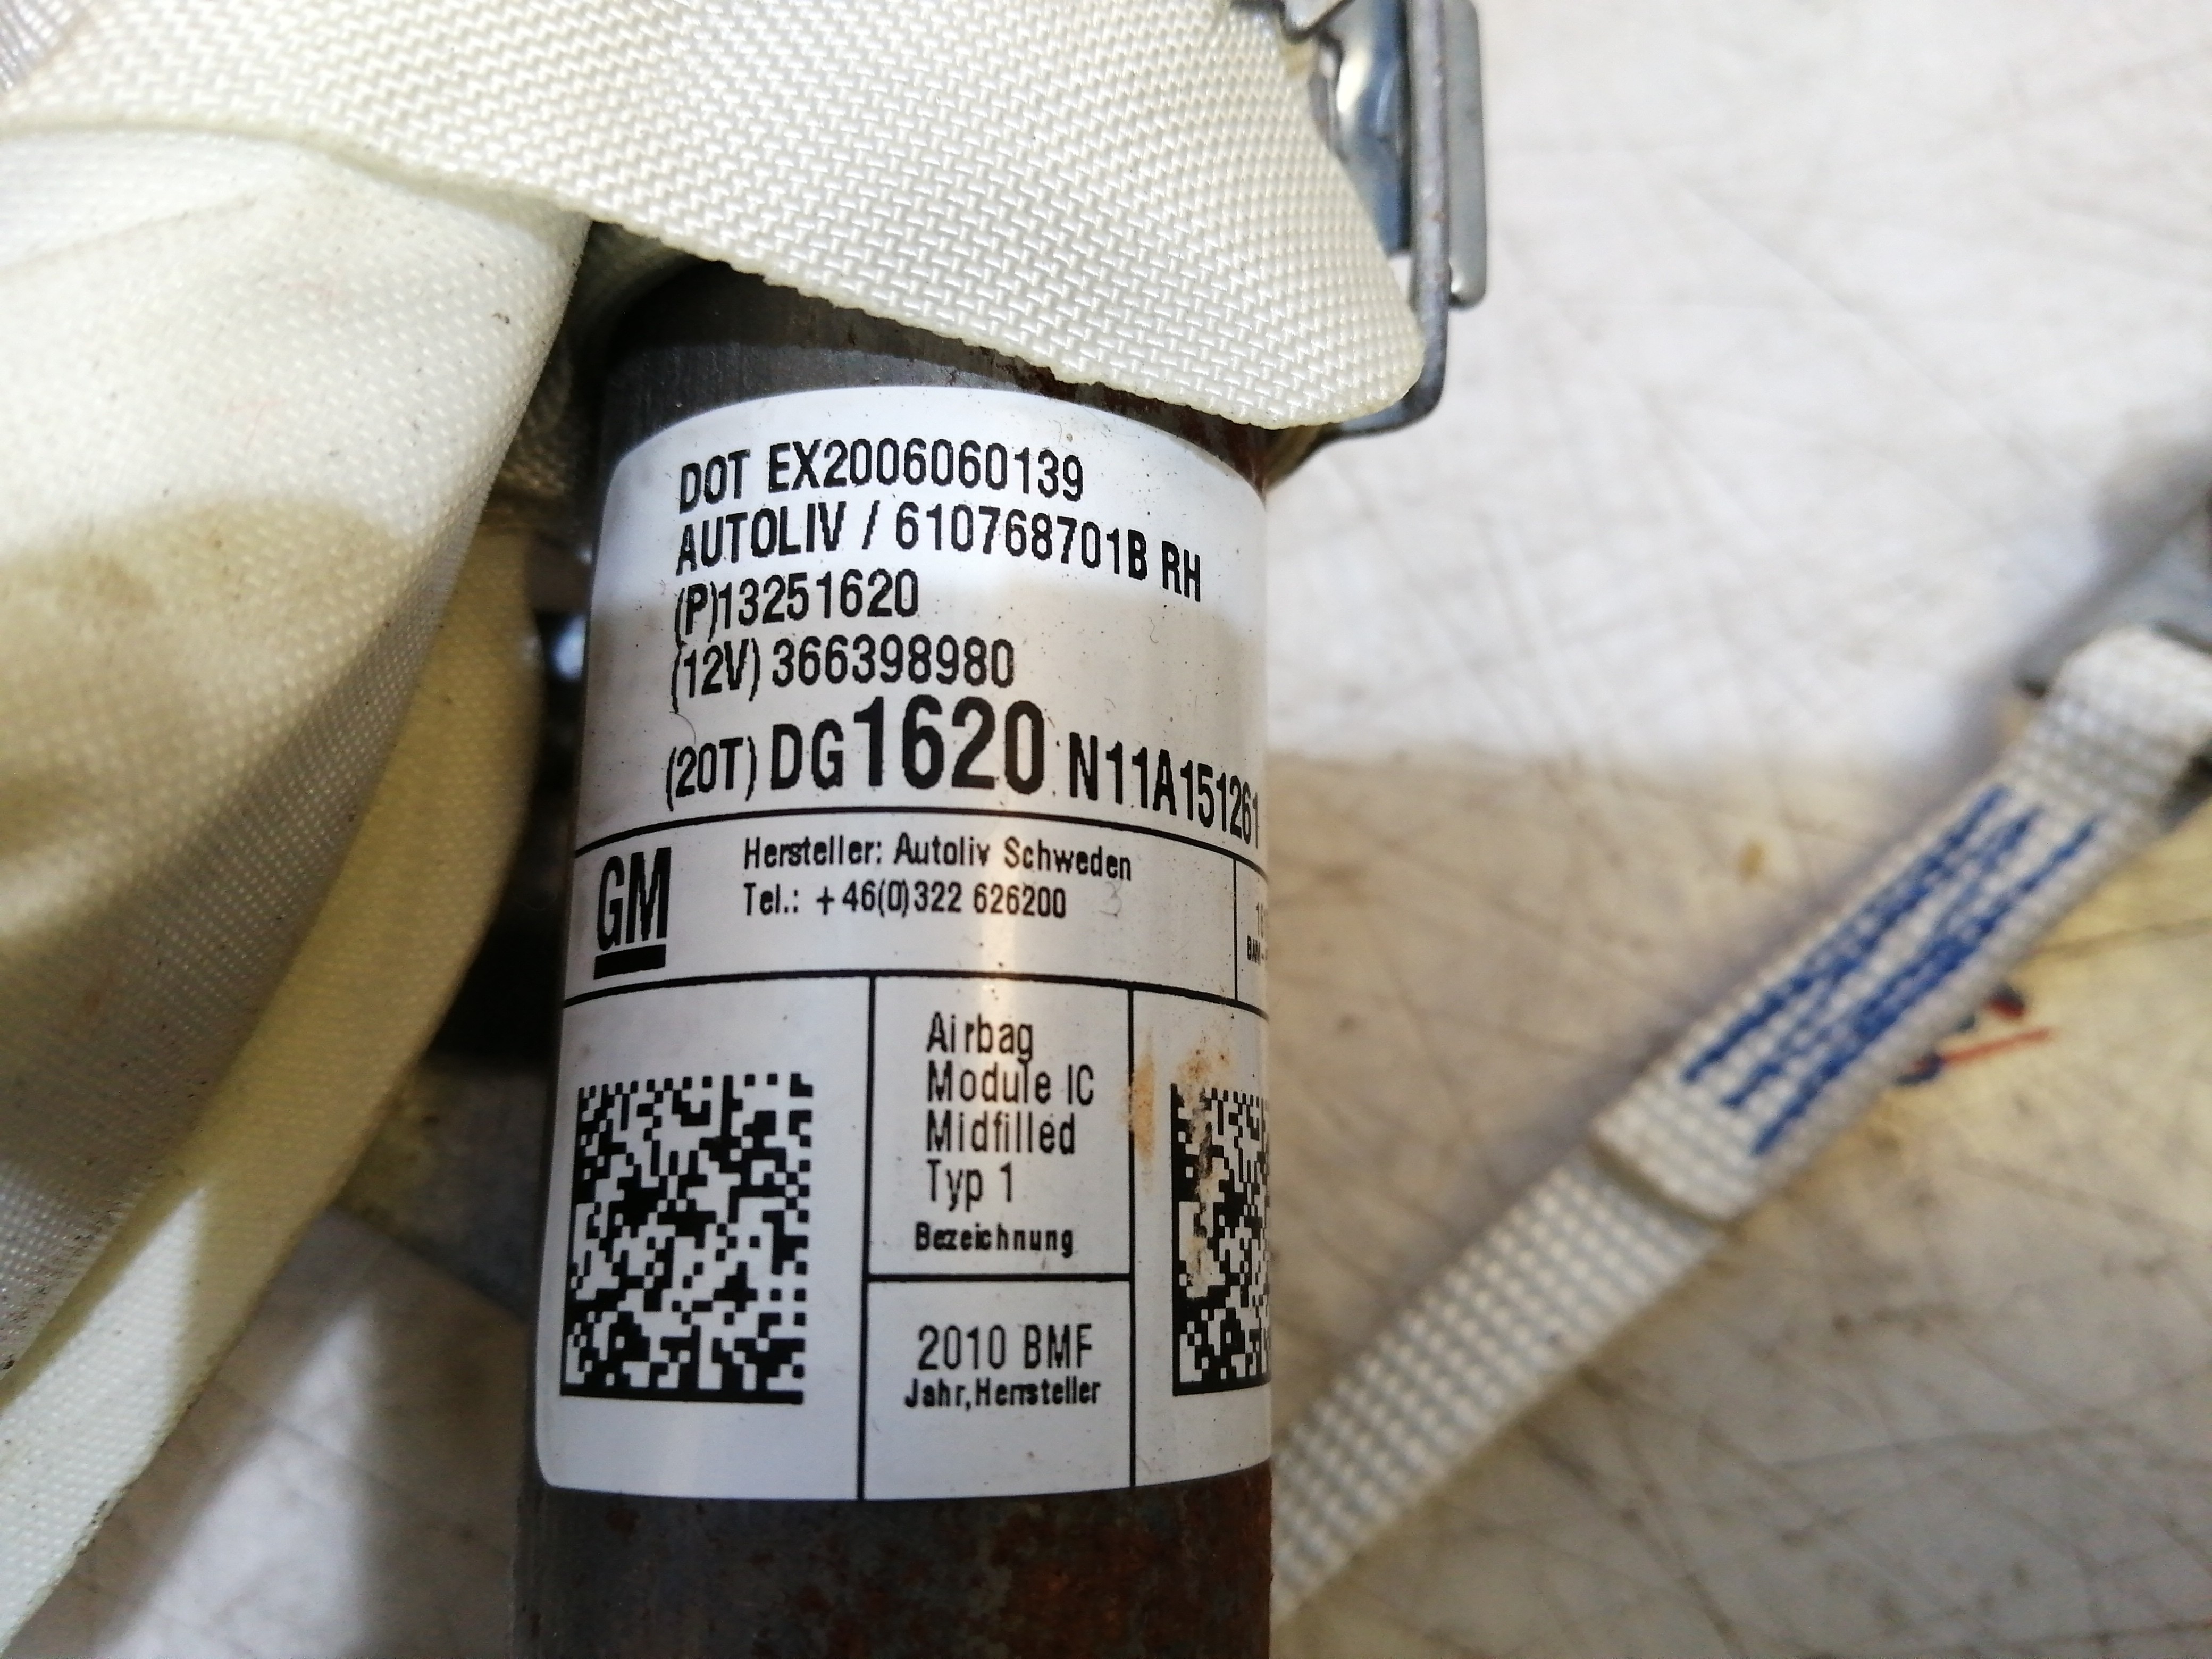 DOT EX2006060139
AUTOLIV / 610768701B RH
(P)13251620
(12V) 366398980
(20T) DG1620 N11A151261
GM
Hersteller: Autoliv Schweden
Tel.: +46(0)322 626200
Airbag
Module IC
Midfilled
Typ 1
Bezeichnung
2010 BMF
Jahr,Hersteller